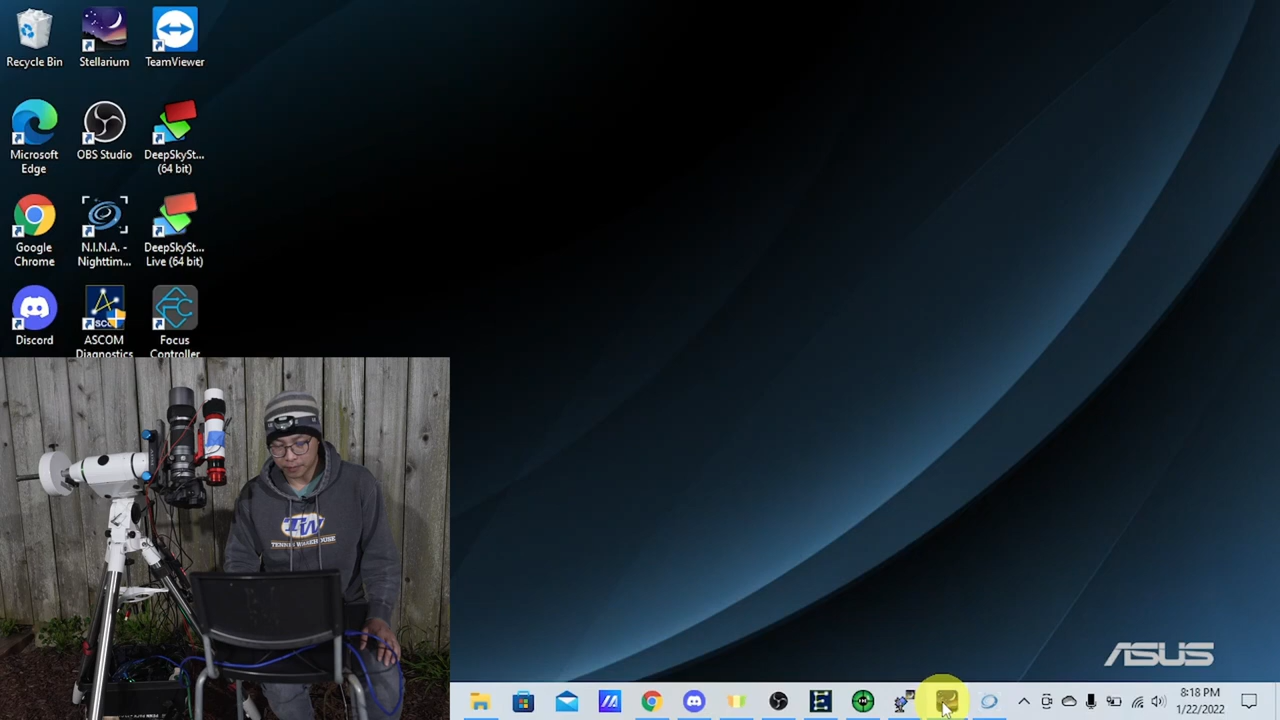 Recycle Bin
Stellarium
TeamViewer
Microsoft
Edge
OBS Studio
DeepSkySt...
(64 bit)
Google
Chrome
N.I.N.A. -
Nighttim...
DeepSkySt...
Live (64 bit)
Discord
ASCOM
Diagnostics
Focus
Controller
TW
TENNIS WAREHOUSE
ASUS
8:18 PM
1/22/2022